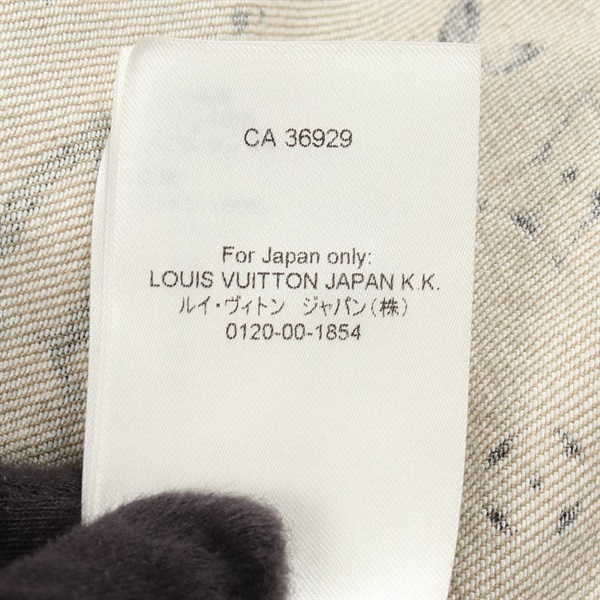 CA 36929
For Japan only:
LOUIS VUITTON JAPAN K.K.
ルイ・ヴィトン　ジャパン(株)
0120-00-1854